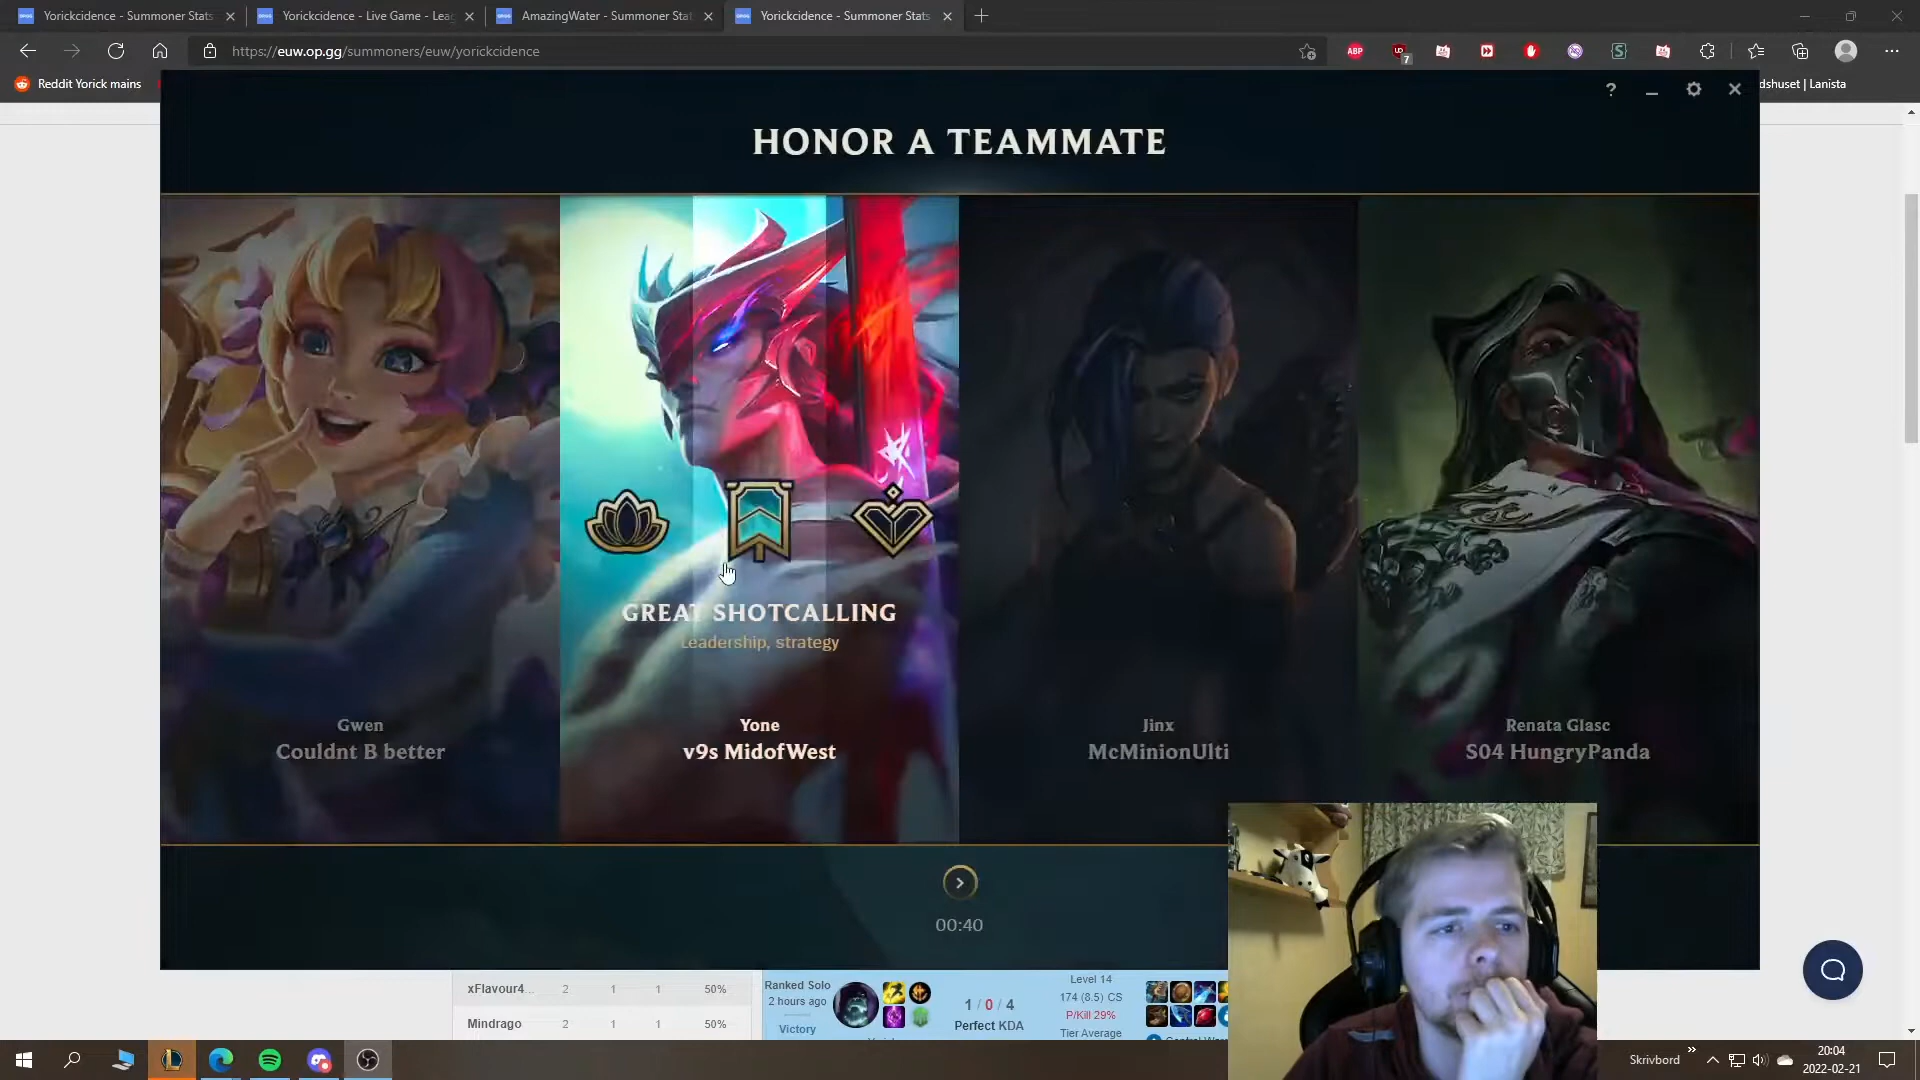 Yorickcidence - Summoner Stats
Yorickcidence - Live Game - Lea
AmazingWater - Summoner Stat
Yorickcidence - Summoner Stats
https://euw.op.gg/summoners/euw/yorickcidence
ABP
7
Reddit Yorick mains
dshuset | Lanista
?
HONOR A TEAMMATE
GREAT SHOTCALLING
Leadership, strategy
Gwen
Couldnt B better
Yone
v9s MidofWest
Jinx
McMinionUlti
Renata Glasc
S04 HungryPanda
00:40
xFlavour4... 2 1 1 50%
Mindrago 2 1 1 50%
Ranked Solo
2 hours ago
Victory
1 / 0 / 4
Perfect KDA
Level 14
174 (8.5) CS
P/Kill 29%
Tier Average
Skrivbord
20:04
2022-02-21